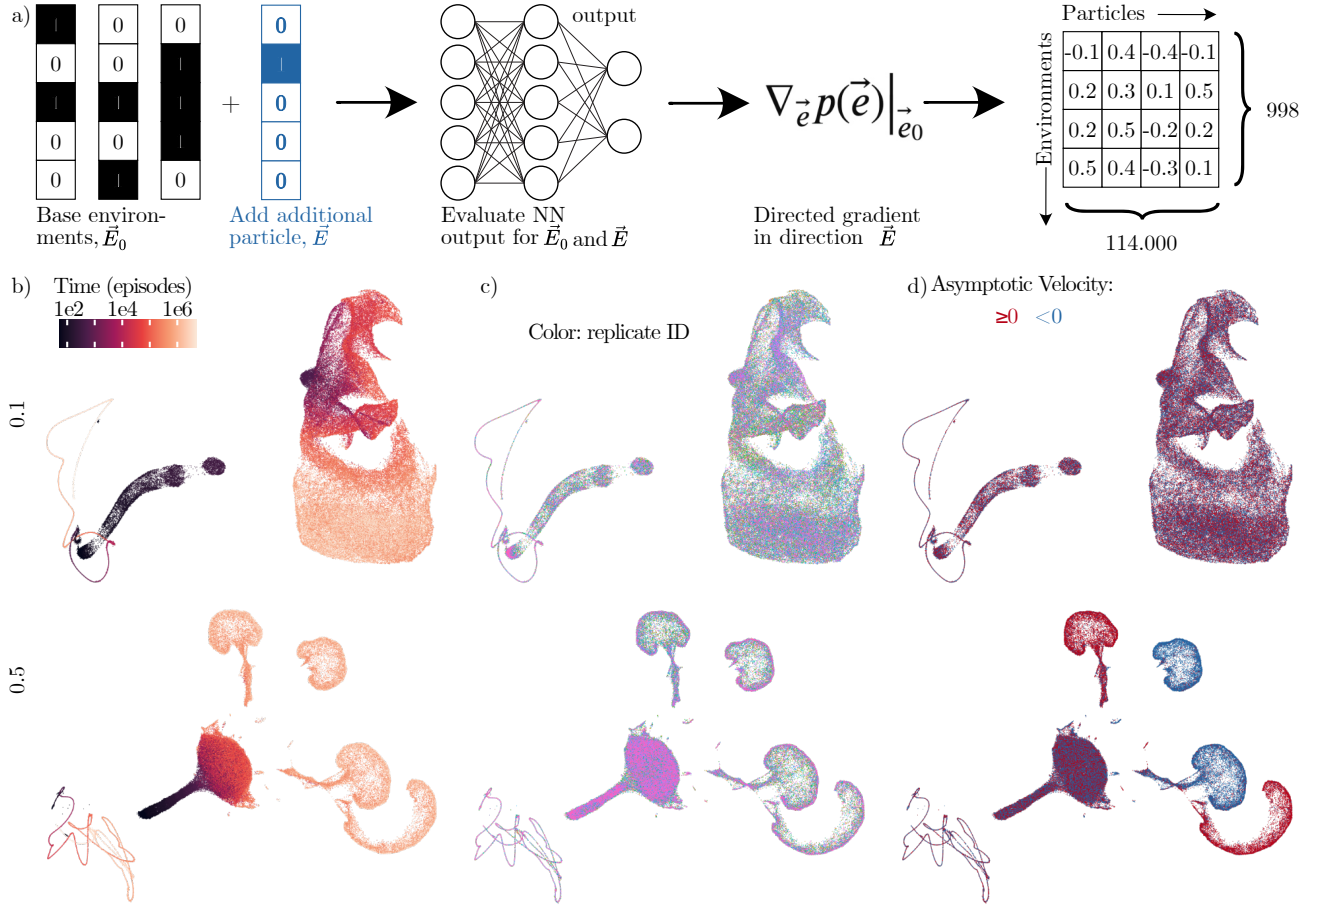 a)
0 0
0 0
+
0
0 0
0 0
0
0
0
0
output
∇e⃗ p(e⃗)|e⃗0
Particles
Environments
-0.1 0.4 -0.4 -0.1
0.2 0.3 0.1 0.5
0.2 0.5 -0.2 0.2
0.5 0.4 -0.3 0.1
998
114.000
Base environ-
ments, E⃗0
Add additional
particle, E⃗
Evaluate NN
output for E⃗0 and E⃗
Directed gradient
in direction E⃗
b)
Time (episodes)
1e2 1e4 1e6
c)
Color: replicate ID
d)
Asymptotic Velocity:
≥0 <0
0.1
0.5